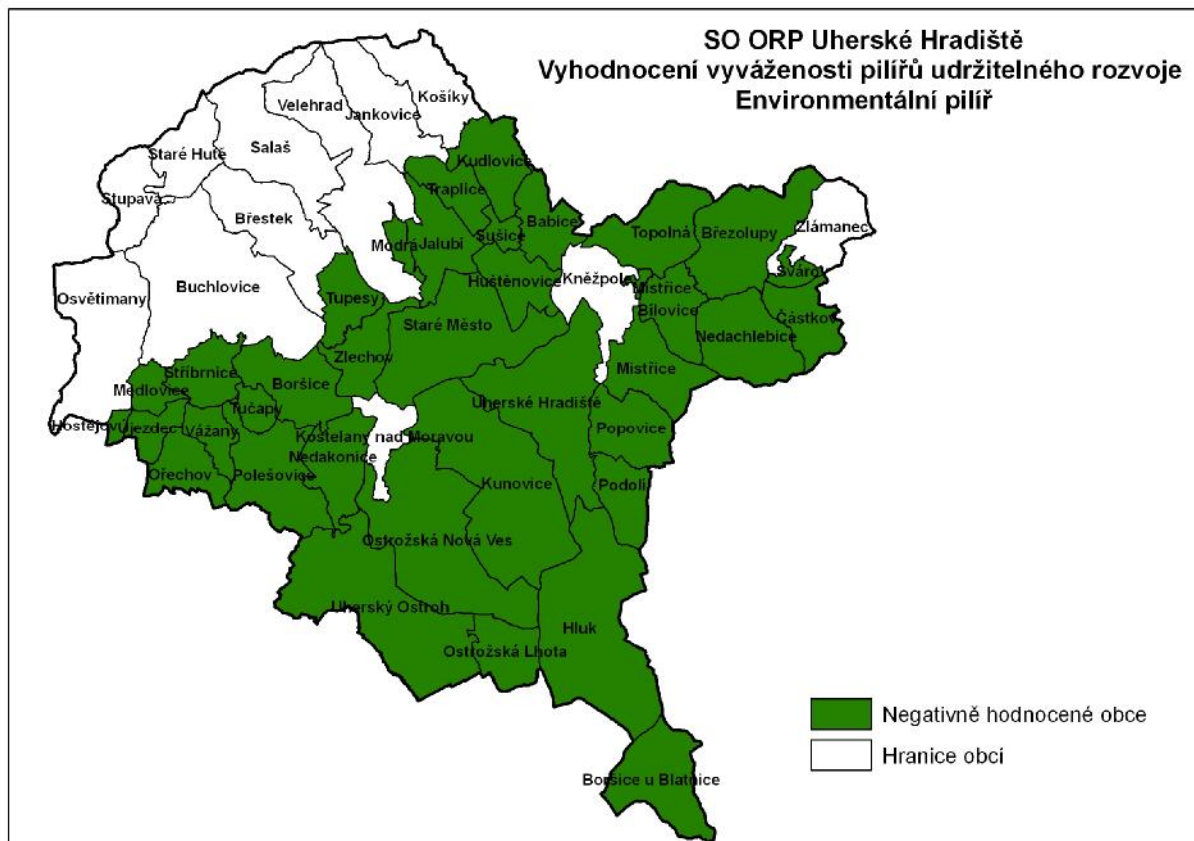 SO ORP Uherské Hradiště
Vyhodnocení vyváženosti pilířů udržitelného rozvoje
Environmentální pilíř
Košíky
Velehrad
Jankovice
Salaš
Staré Hutě
Kudlovice
Traplice
Stupava
Břestek
Babice
Zlámanec
Topolná
Březolupy
Sušice
Modrá
Jalubí
Svárov
Kněžpole
Huštěnovice
Buchlovice
Mistřice
Osvětimany
Tupesy
Bílovice
Částkov
Staré Město
Nedachlebice
Zlechov
Mistřice
Stříbrnice
Boršice
Medlovice
Uherské Hradiště
Tučapy
Hostějov
Újezdec
Vážany
Popovice
Kostelany nad Moravou
Nedakonice
Ořechov
Polešovice
Kunovice
Podolí
Ostrožská Nová Ves
Uherský Ostroh
Hluk
Ostrožská Lhota
Negativně hodnocené obce
Hranice obcí
Boršice u Blatnice